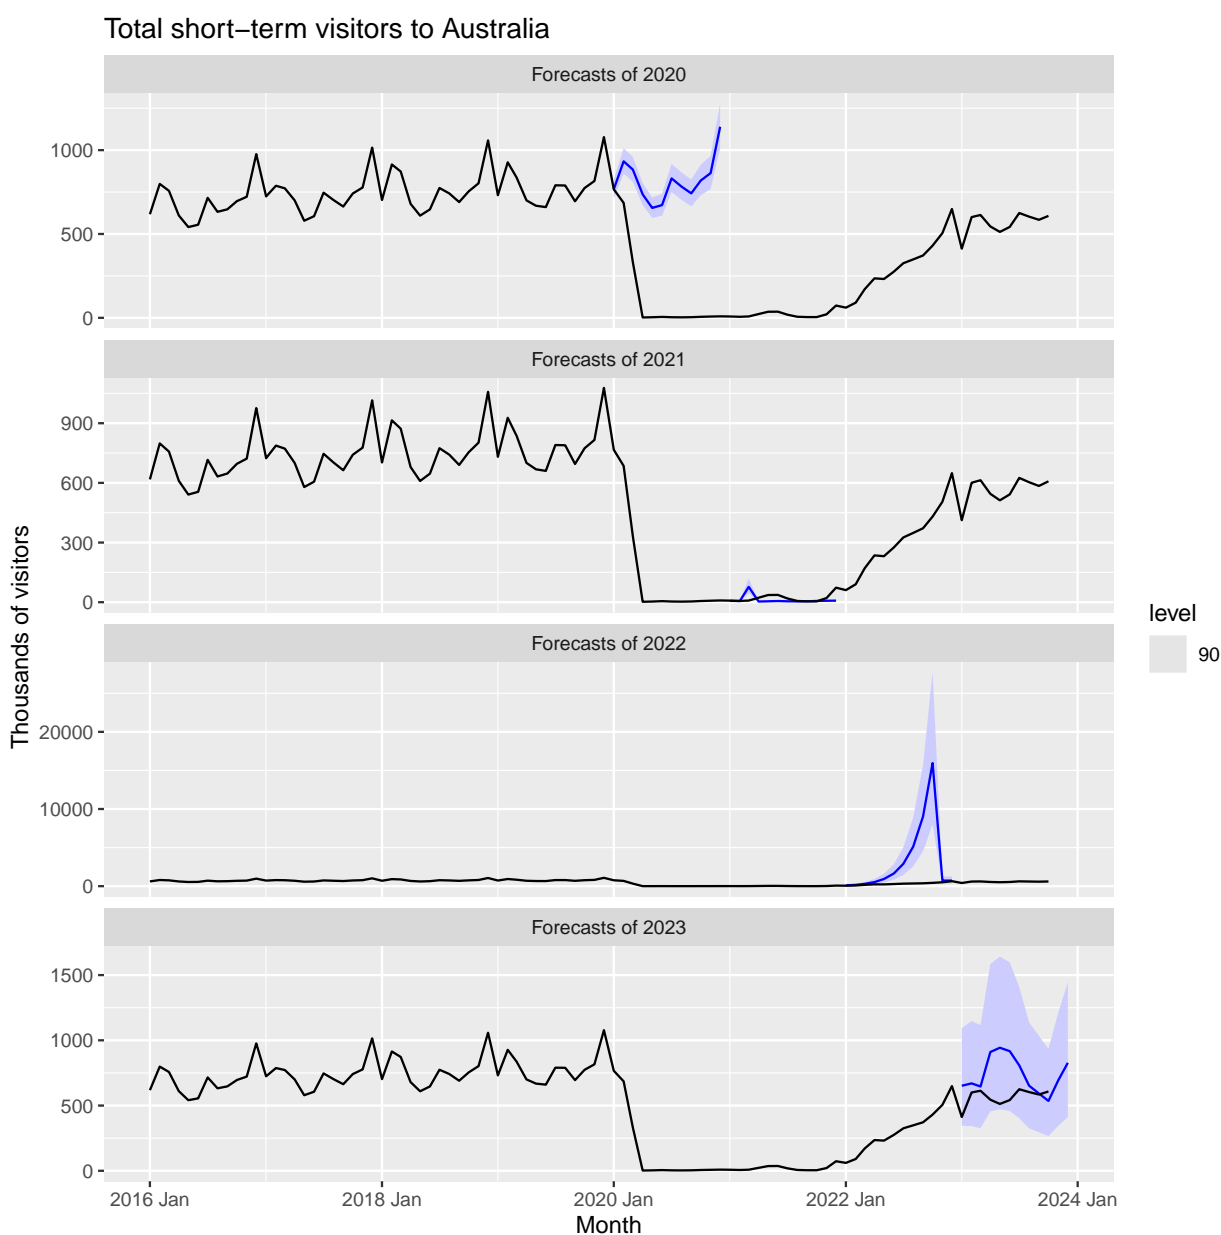 Total short−term visitors to Australia
Forecasts of 2020
1000
500
0
Forecasts of 2021
900
600
300
0
Forecasts of 2022
20000
10000
0
Forecasts of 2023
1500
1000
500
0
2016 Jan
2018 Jan
2020 Jan
2022 Jan
2024 Jan
Month
Thousands of visitors
level
90